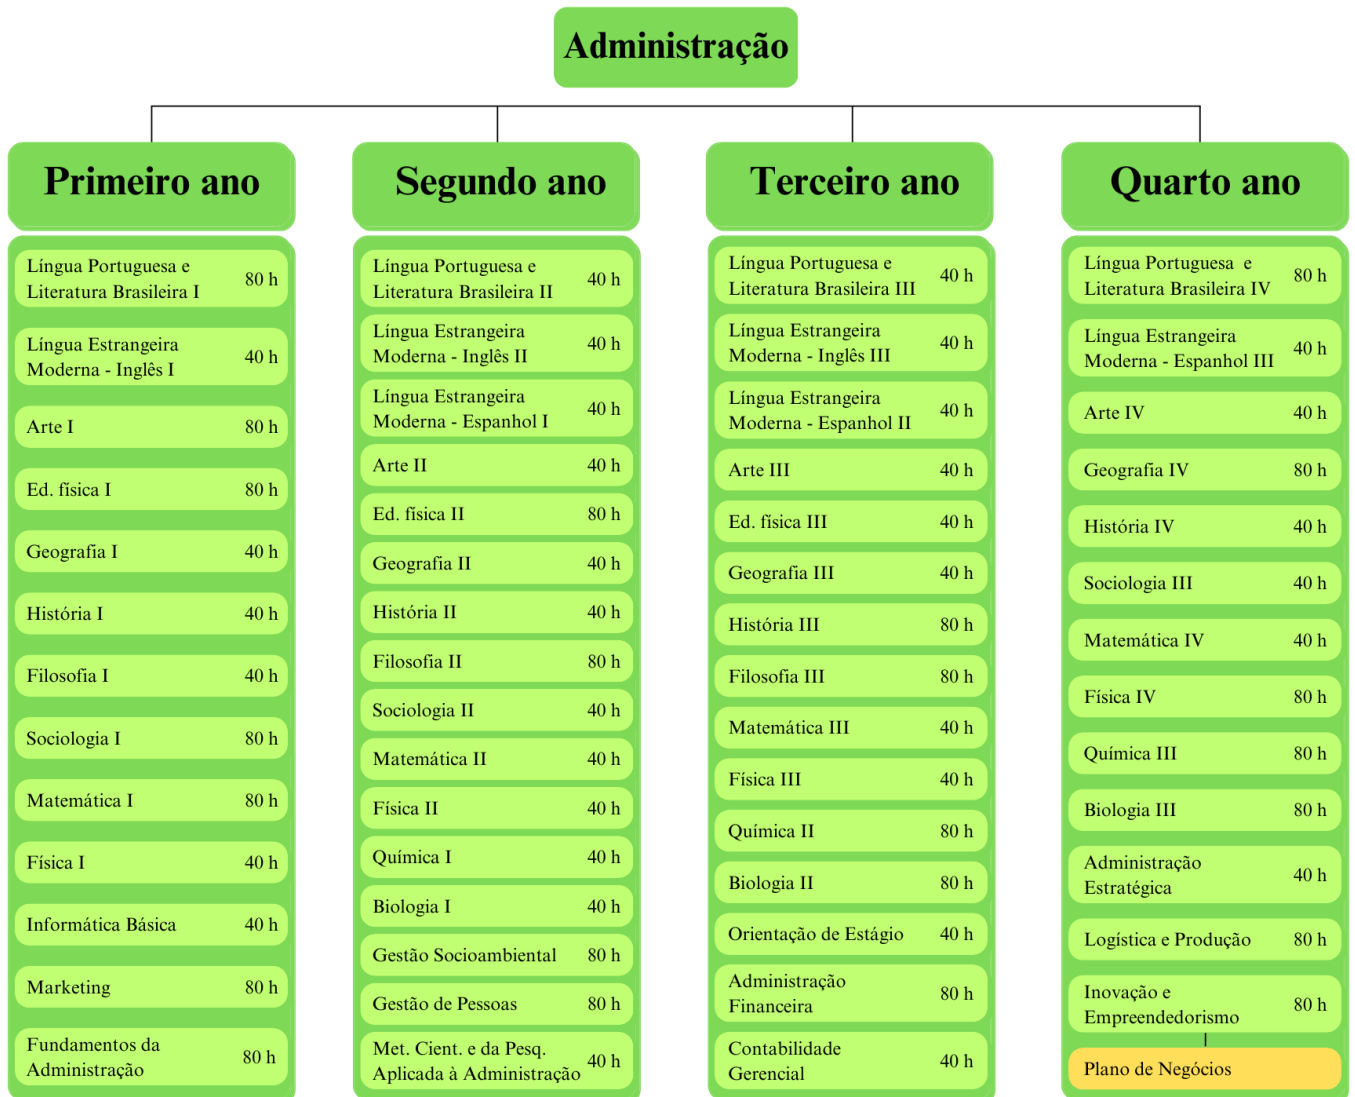 Administração
Primeiro ano
Língua Portuguesa e
Literatura Brasileira I
80 h
Língua Estrangeira
Moderna - Inglês I
40 h
Arte I 80 h
Ed. física I 80 h
Geografia I 40 h
História I 40 h
Filosofia I 40 h
Sociologia I 80 h
Matemática I 80 h
Física I 40 h
Informática Básica 40 h
Marketing 80 h
Fundamentos da
Administração
80 h
Segundo ano
Língua Portuguesa e
Literatura Brasileira II
40 h
Língua Estrangeira
Moderna - Inglês II
40 h
Língua Estrangeira
Moderna - Espanhol I
40 h
Arte II 40 h
Ed. física II 80 h
Geografia II 40 h
História II 40 h
Filosofia II 80 h
Sociologia II 40 h
Matemática II 40 h
Física II 40 h
Química I 40 h
Biologia I 40 h
Gestão Socioambiental 80 h
Gestão de Pessoas 80 h
Met. Cient. e da Pesq.
Aplicada à Administração
40 h
Terceiro ano
Língua Portuguesa e
Literatura Brasileira III
40 h
Língua Estrangeira
Moderna - Inglês III
40 h
Língua Estrangeira
Moderna - Espanhol II
40 h
Arte III 40 h
Ed. física III 40 h
Geografia III 40 h
História III 80 h
Filosofia III 80 h
Matemática III 40 h
Física III 40 h
Química II 80 h
Biologia II 80 h
Orientação de Estágio 40 h
Administração
Financeira
80 h
Contabilidade
Gerencial
40 h
Quarto ano
Língua Portuguesa e
Literatura Brasileira IV
80 h
Língua Estrangeira
Moderna - Espanhol III
40 h
Arte IV 40 h
Geografia IV 80 h
História IV 40 h
Sociologia III 40 h
Matemática IV 40 h
Física IV 80 h
Química III 80 h
Biologia III 80 h
Administração
Estratégica
40 h
Logística e Produção 80 h
Inovação e
Empreendedorismo
80 h
Plano de Negócios